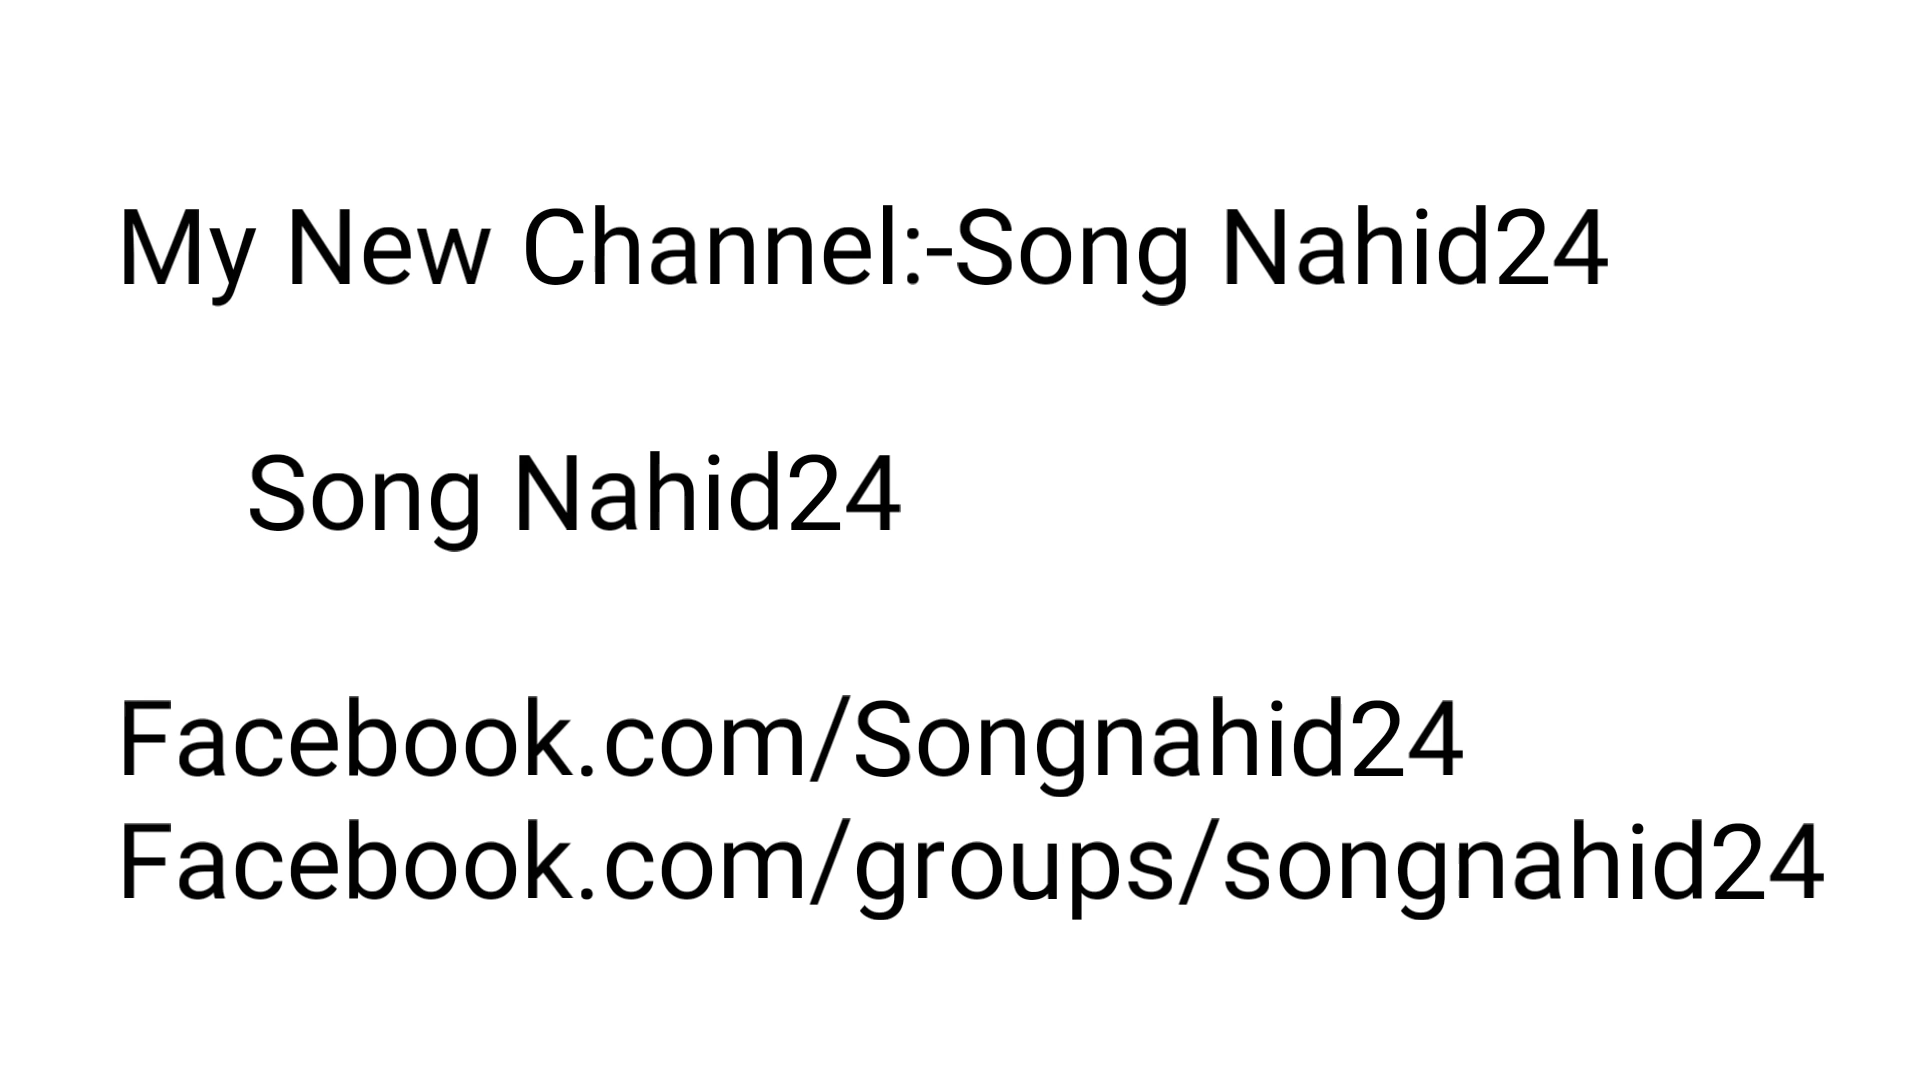 My New Channel:-Song Nahid24
Song Nahid24
Facebook.com/Songnahid24
Facebook.com/groups/songnahid24